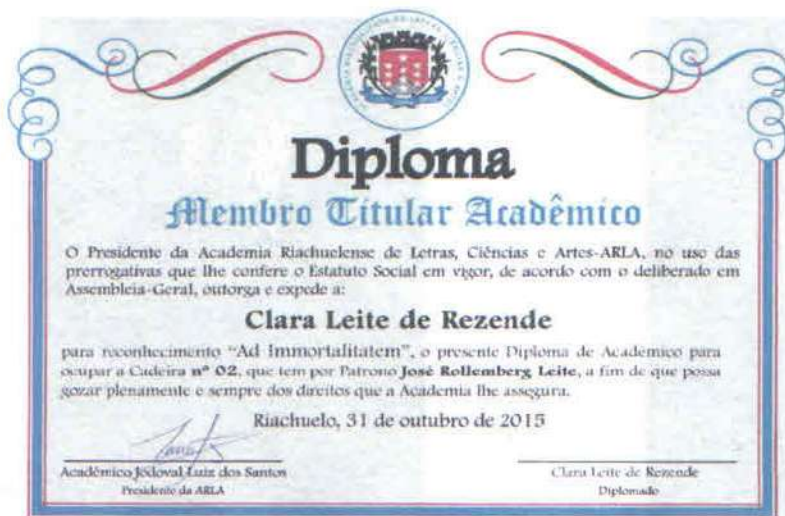 Diploma
Membro Titular Acadêmico
O Presidente da Academia Riachuelense de Letras, Ciências e Artes-ARLA, no uso das
prerrogativas que lhe confere o Estatuto Social em vigor, de acordo com o deliberado em
Assembleia-Geral, outorga e expede a:
Clara Leite de Rezende
para reconhecimento "Ad Immortalitatem", o presente Diploma de Acadêmico para
ocupar a Cadeira nº 02, que tem por Patrono José Rollemberg Leite, a fim de que possa
gozar plenamente e sempre dos direitos que a Academia lhe assegura.
Riachuelo, 31 de outubro de 2015
Acadêmico Jodoval Luiz dos Santos
Presidente da ARLA
Clara Leite de Rezende
Diplomado